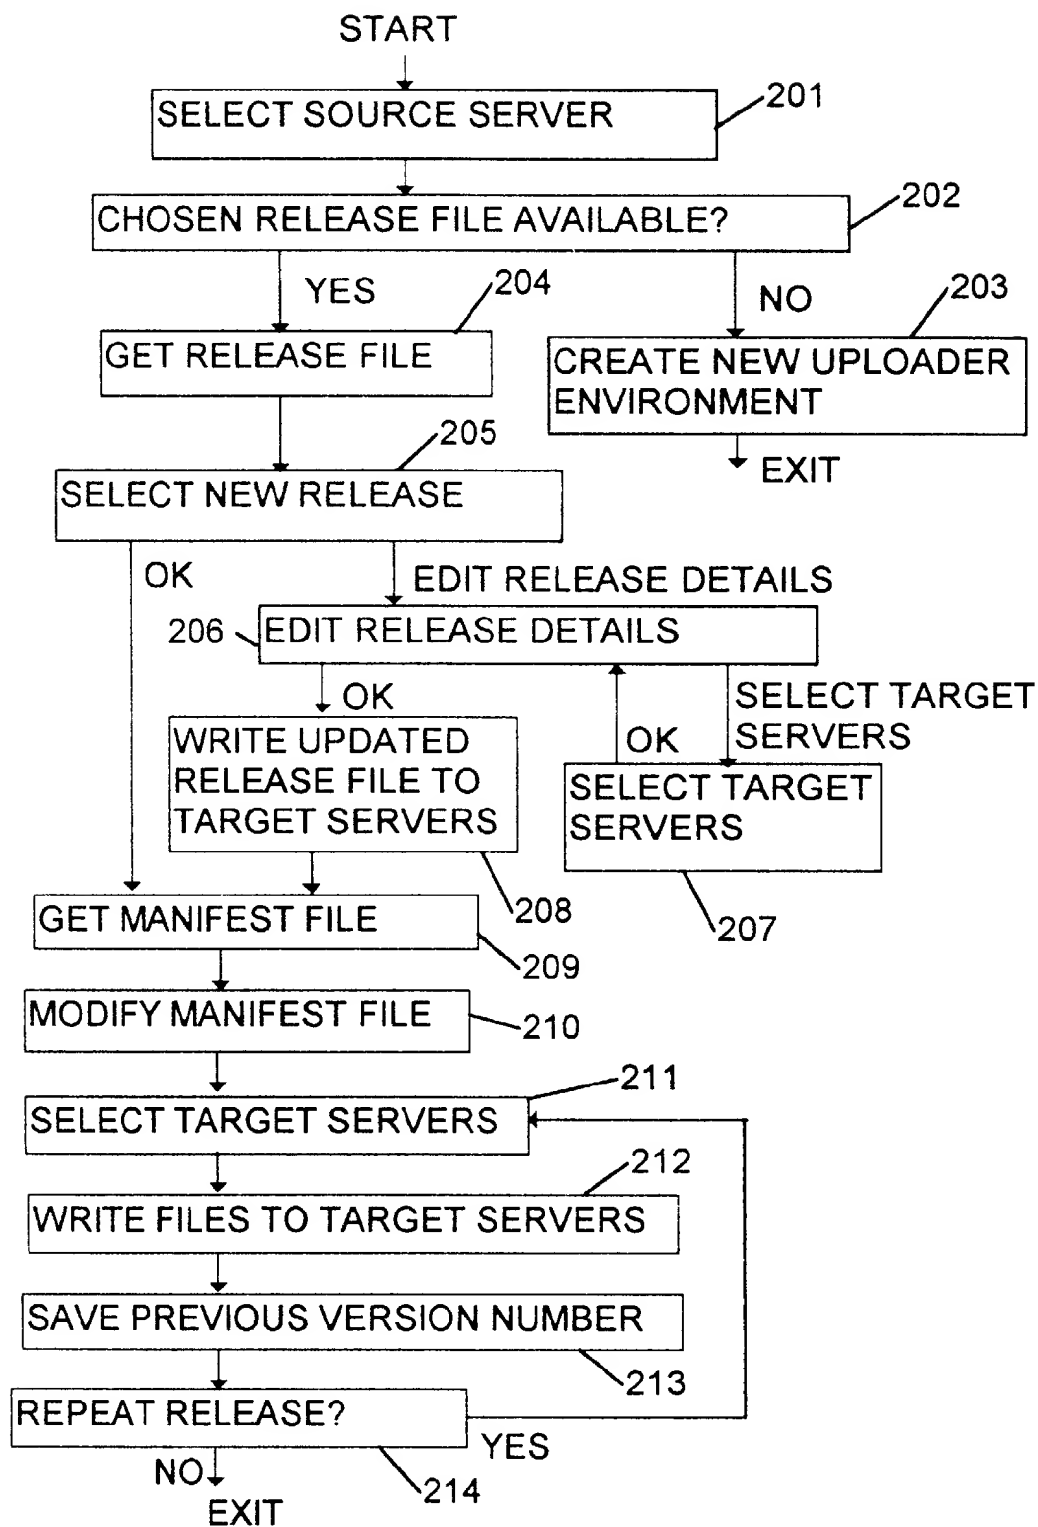 START
201
SELECT SOURCE SERVER
202
CHOSEN RELEASE FILE AVAILABLE?
YES
204
NO
203
GET RELEASE FILE
CREATE NEW UPLOADER
ENVIRONMENT
205
EXIT
SELECT NEW RELEASE
OK
EDIT RELEASE DETAILS
206
EDIT RELEASE DETAILS
OK
SELECT TARGET
SERVERS
OK
WRITE UPDATED
RELEASE FILE TO
TARGET SERVERS
SELECT TARGET
SERVERS
208
207
GET MANIFEST FILE
209
MODIFY MANIFEST FILE
210
211
SELECT TARGET SERVERS
212
WRITE FILES TO TARGET SERVERS
SAVE PREVIOUS VERSION NUMBER
213
REPEAT RELEASE?
YES
NO
214
EXIT